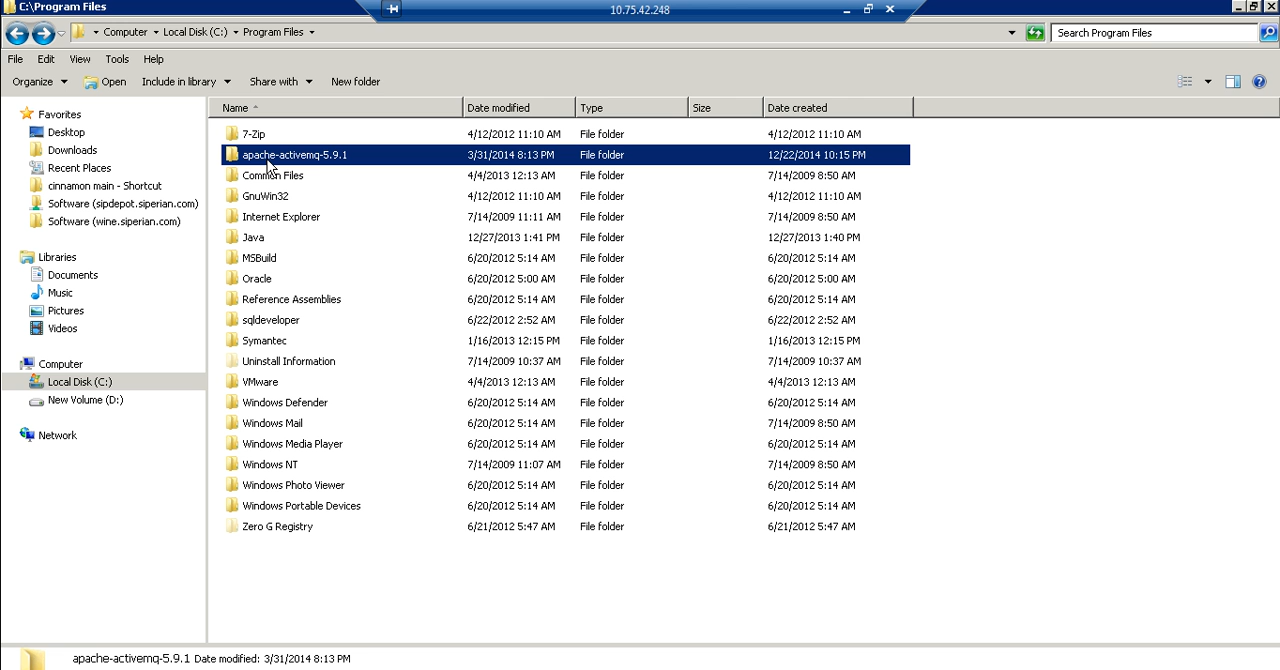 C:\Program Files
10.75.42.248
Computer Local Disk (C:) Program Files
Search Program Files
File Edit View Tools Help
Organize Open Include in library Share with New folder
Name Date modified Type Size Date created
Favorites
Desktop
Downloads
Recent Places
cinnamon main - Shortcut
Software (sipdepot.siperian.com)
Software (wine.siperian.com)
Libraries
Documents
Music
Pictures
Videos
Computer
Local Disk (C:)
New Volume (D:)
Network
7-Zip 4/12/2012 11:10 AM File folder 4/12/2012 11:10 AM
apache-activemq-5.9.1 3/31/2014 8:13 PM File folder 12/22/2014 10:15 PM
Common Files 4/4/2013 12:13 AM File folder 7/14/2009 8:50 AM
GnuWin32 4/12/2012 11:10 AM File folder 4/12/2012 11:10 AM
Internet Explorer 7/14/2009 11:11 AM File folder 7/14/2009 8:50 AM
Java 12/27/2013 1:41 PM File folder 12/27/2013 1:40 PM
MSBuild 6/20/2012 5:14 AM File folder 6/20/2012 5:14 AM
Oracle 6/20/2012 5:00 AM File folder 6/20/2012 5:00 AM
Reference Assemblies 6/20/2012 5:14 AM File folder 6/20/2012 5:14 AM
sqldeveloper 6/22/2012 2:52 AM File folder 6/22/2012 2:52 AM
Symantec 1/16/2013 12:15 PM File folder 1/16/2013 12:15 PM
Uninstall Information 7/14/2009 10:37 AM File folder 7/14/2009 10:37 AM
VMware 4/4/2013 12:13 AM File folder 4/4/2013 12:13 AM
Windows Defender 6/20/2012 5:14 AM File folder 6/20/2012 5:14 AM
Windows Mail 6/20/2012 5:14 AM File folder 7/14/2009 8:50 AM
Windows Media Player 6/20/2012 5:14 AM File folder 6/20/2012 5:14 AM
Windows NT 7/14/2009 11:07 AM File folder 7/14/2009 8:50 AM
Windows Photo Viewer 6/20/2012 5:14 AM File folder 6/20/2012 5:14 AM
Windows Portable Devices 6/20/2012 5:14 AM File folder 6/20/2012 5:14 AM
Zero G Registry 6/21/2012 5:47 AM File folder 6/21/2012 5:47 AM
apache-activemq-5.9.1 Date modified: 3/31/2014 8:13 PM